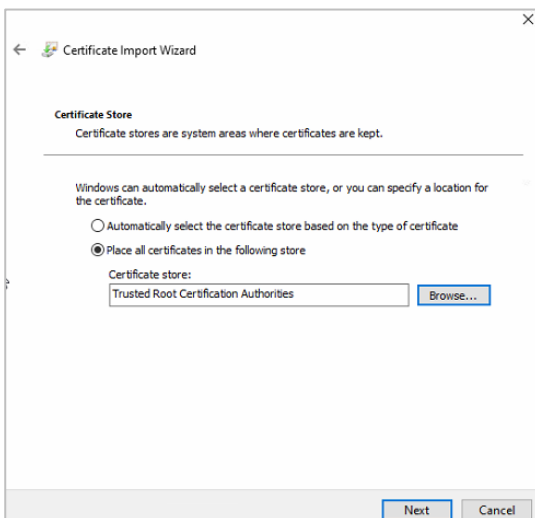 Certificate Import Wizard
Certificate Store
Certificate stores are system areas where certificates are kept.
Windows can automatically select a certificate store, or you can specify a location for
the certificate.
Automatically select the certificate store based on the type of certificate
Place all certificates in the following store
Certificate store:
Trusted Root Certification Authorities
Browse...
Next
Cancel